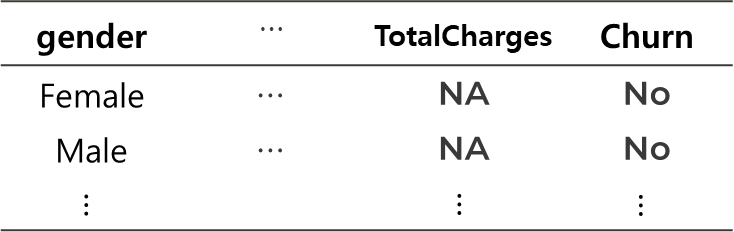 gender ... TotalCharges Churn
Female ... NA No
Male ... NA No
⋮ ⋮ ⋮